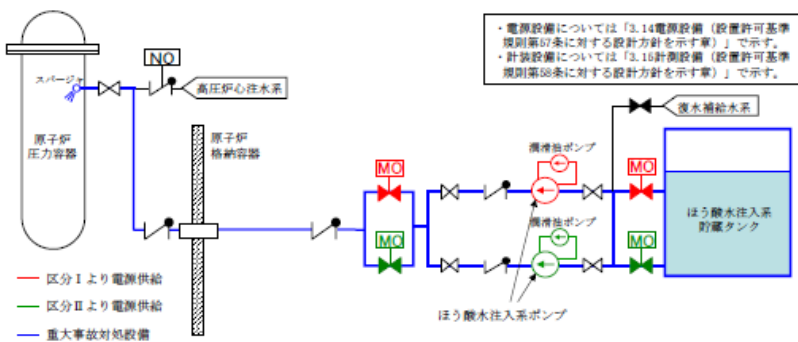 ・電源設備については「3.14電源設備（設置許可基準
規則第57条に対する設計方針を示す章）」で示す。
・計装設備については「3.15計測設備（設置許可基準
規則第58条に対する設計方針を示す章）」で示す。
NO
スパージャ
高圧炉心注水系
復水補給水系
原子炉
圧力容器
原子炉
格納容器
潤滑油ポンプ
MO
MO
潤滑油ポンプ
MO
MO
ほう酸水注入系
貯蔵タンク
区分Ⅰより電源供給
区分Ⅱより電源供給
重大事故対処設備
ほう酸水注入系ポンプ